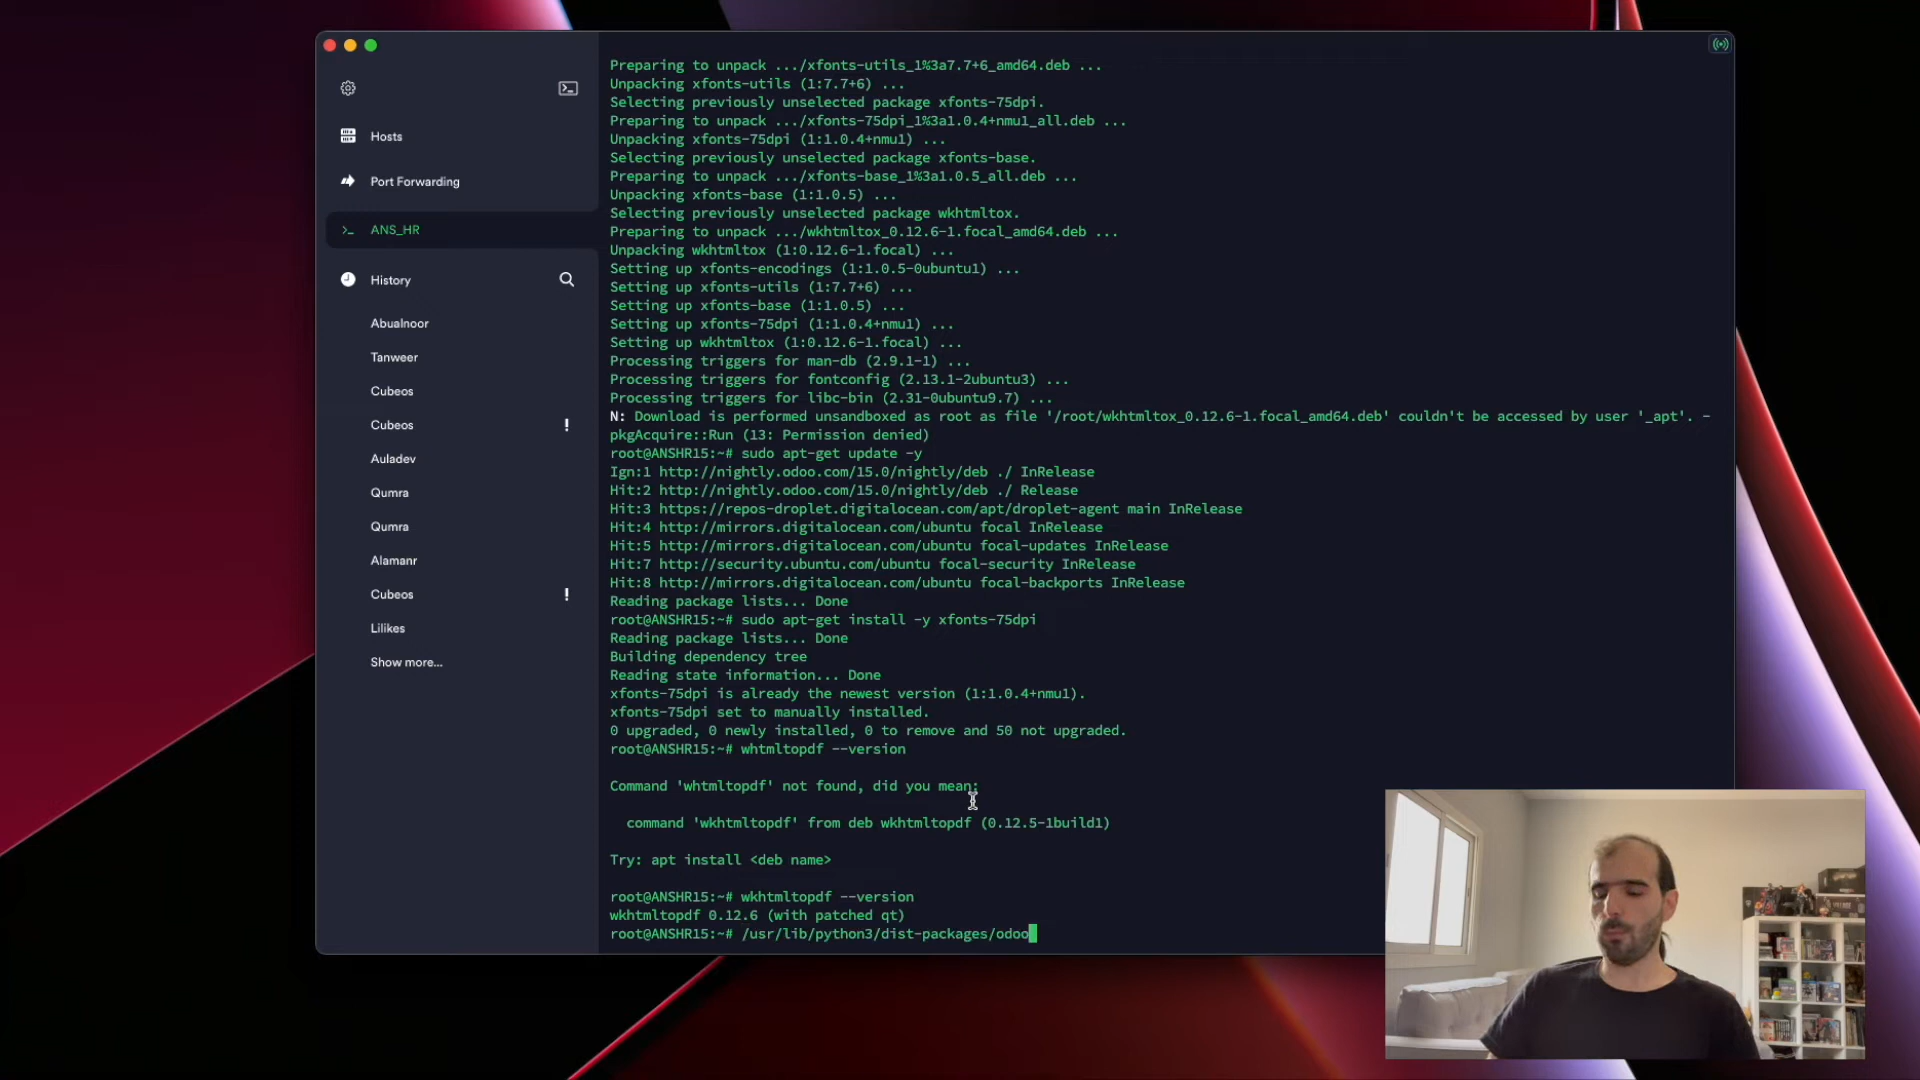 Hosts
Port Forwarding
ANS_HR
History
Abualnoor
Tanweer
Cubeos
Cubeos !
Auladev
Qumra
Qumra
Alamanr
Cubeos !
Lilikes
Show more...
Preparing to unpack .../xfonts-utils_1%3a7.7+6_amd64.deb ...
Unpacking xfonts-utils (1:7.7+6) ...
Selecting previously unselected package xfonts-75dpi.
Preparing to unpack .../xfonts-75dpi_1%3a1.0.4+nmu1_all.deb ...
Unpacking xfonts-75dpi (1:1.0.4+nmu1) ...
Selecting previously unselected package xfonts-base.
Preparing to unpack .../xfonts-base_1%3a1.0.5_all.deb ...
Unpacking xfonts-base (1:1.0.5) ...
Selecting previously unselected package wkhtmltox.
Preparing to unpack .../wkhtmltox_0.12.6-1.focal_amd64.deb ...
Unpacking wkhtmltox (1:0.12.6-1.focal) ...
Setting up xfonts-encodings (1:1.0.5-0ubuntu1) ...
Setting up xfonts-utils (1:7.7+6) ...
Setting up xfonts-base (1:1.0.5) ...
Setting up xfonts-75dpi (1:1.0.4+nmu1) ...
Setting up wkhtmltox (1:0.12.6-1.focal) ...
Processing triggers for man-db (2.9.1-1) ...
Processing triggers for fontconfig (2.13.1-2ubuntu3) ...
Processing triggers for libc-bin (2.31-0ubuntu9.7) ...
N: Download is performed unsandboxed as root as file '/root/wkhtmltox_0.12.6-1.focal_amd64.deb' couldn't be accessed by user '_apt'. -
pkgAcquire::Run (13: Permission denied)
root@ANSHR15:~# sudo apt-get update -y
Ign:1 http://nightly.odoo.com/15.0/nightly/deb ./ InRelease
Hit:2 http://nightly.odoo.com/15.0/nightly/deb ./ Release
Hit:3 https://repos-droplet.digitalocean.com/apt/droplet-agent main InRelease
Hit:4 http://mirrors.digitalocean.com/ubuntu focal InRelease
Hit:5 http://mirrors.digitalocean.com/ubuntu focal-updates InRelease
Hit:7 http://security.ubuntu.com/ubuntu focal-security InRelease
Hit:8 http://mirrors.digitalocean.com/ubuntu focal-backports InRelease
Reading package lists... Done
root@ANSHR15:~# sudo apt-get install -y xfonts-75dpi
Reading package lists... Done
Building dependency tree
Reading state information... Done
xfonts-75dpi is already the newest version (1:1.0.4+nmu1).
xfonts-75dpi set to manually installed.
0 upgraded, 0 newly installed, 0 to remove and 50 not upgraded.
root@ANSHR15:~# whtmltopdf --version
Command 'whtmltopdf' not found, did you mean:
command 'wkhtmltopdf' from deb wkhtmltopdf (0.12.5-1build1)
Try: apt install <deb name>
root@ANSHR15:~# wkhtmltopdf --version
wkhtmltopdf 0.12.6 (with patched qt)
root@ANSHR15:~# /usr/lib/python3/dist-packages/odoo